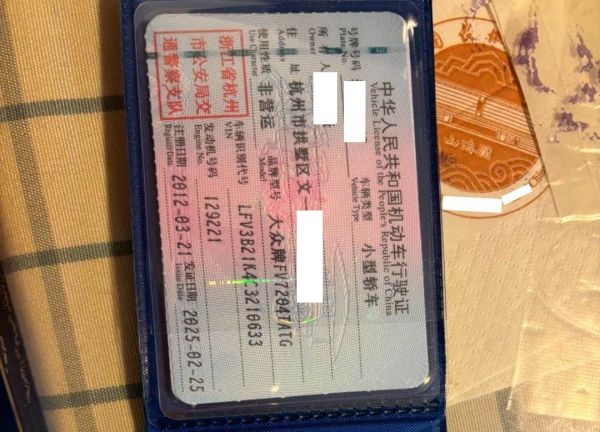 中华人民共和国机动车行驶证
Vehicle License of the People's Republic of China
号牌号码
Plate No.
车辆类型 小型轿车
Vehicle Type
所有人
Owner
住址 杭州市拱墅区文一
Address
使用性质 非营运
Use Character
品牌型号 大众牌FV7204TATG
Model
浙江省杭州
市公安局交
通警察支队
车辆识别代号
VIN
发动机号码 129221
Engine No.
注册日期 2012-03-21
Register Date
发证日期 2025-02-25
Issue Date